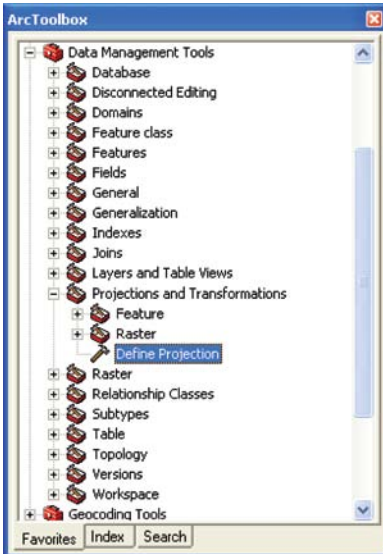 ArcToolbox
Data Management Tools
Database
Disconnected Editing
Domains
Feature class
Features
Fields
General
Generalization
Indexes
Joins
Layers and Table Views
Projections and Transformations
Feature
Raster
Define Projection
Raster
Relationship Classes
Subtypes
Table
Topology
Versions
Workspace
Geocoding Tools
Favorites Index Search